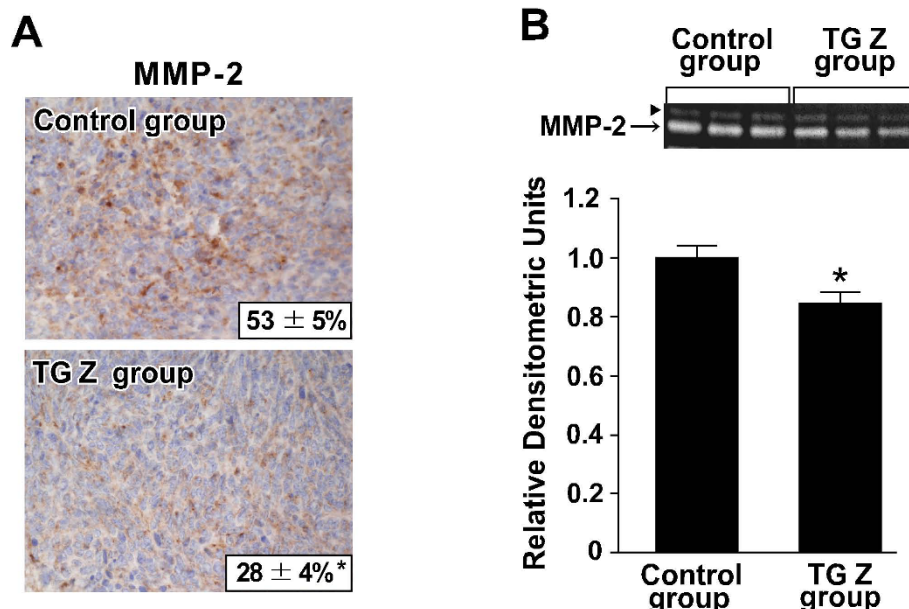 A
MMP-2
Control group
53 ± 5%
TG Z group
28 ± 4%*
B
Control
group
TG Z
group
MMP-2→
Relative Densitometric Units
1.2
1.0
0.8
0.6
0.4
0.2
0
*
Control
group
TG Z
group